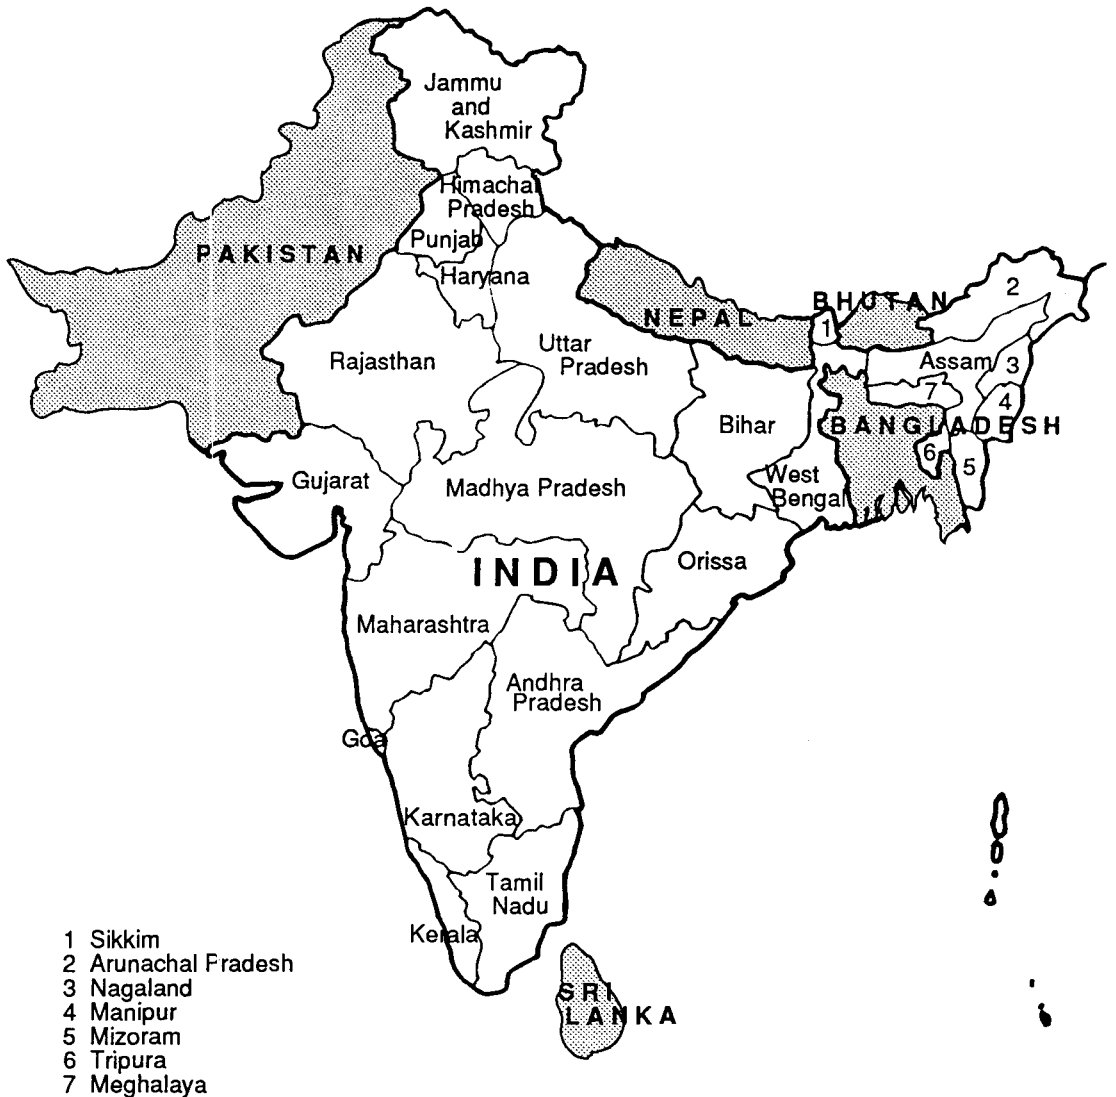 Jammu
and
Kashmir
Himachal
Pradesh
Punjab
PAKISTAN
Haryana
NEPAL
BHUTAN
1
2
Rajasthan
Uttar
Pradesh
Assam
3
7
4
Bihar
BANGLADESH
6
5
Gujarat
Madhya Pradesh
West
Bengal
INDIA
Orissa
Maharashtra
Andhra
Pradesh
Goa
Karnataka
Tamil
Nadu
Kerala
SRI
LANKA
1 Sikkim
2 Arunachal Pradesh
3 Nagaland
4 Manipur
5 Mizoram
6 Tripura
7 Meghalaya